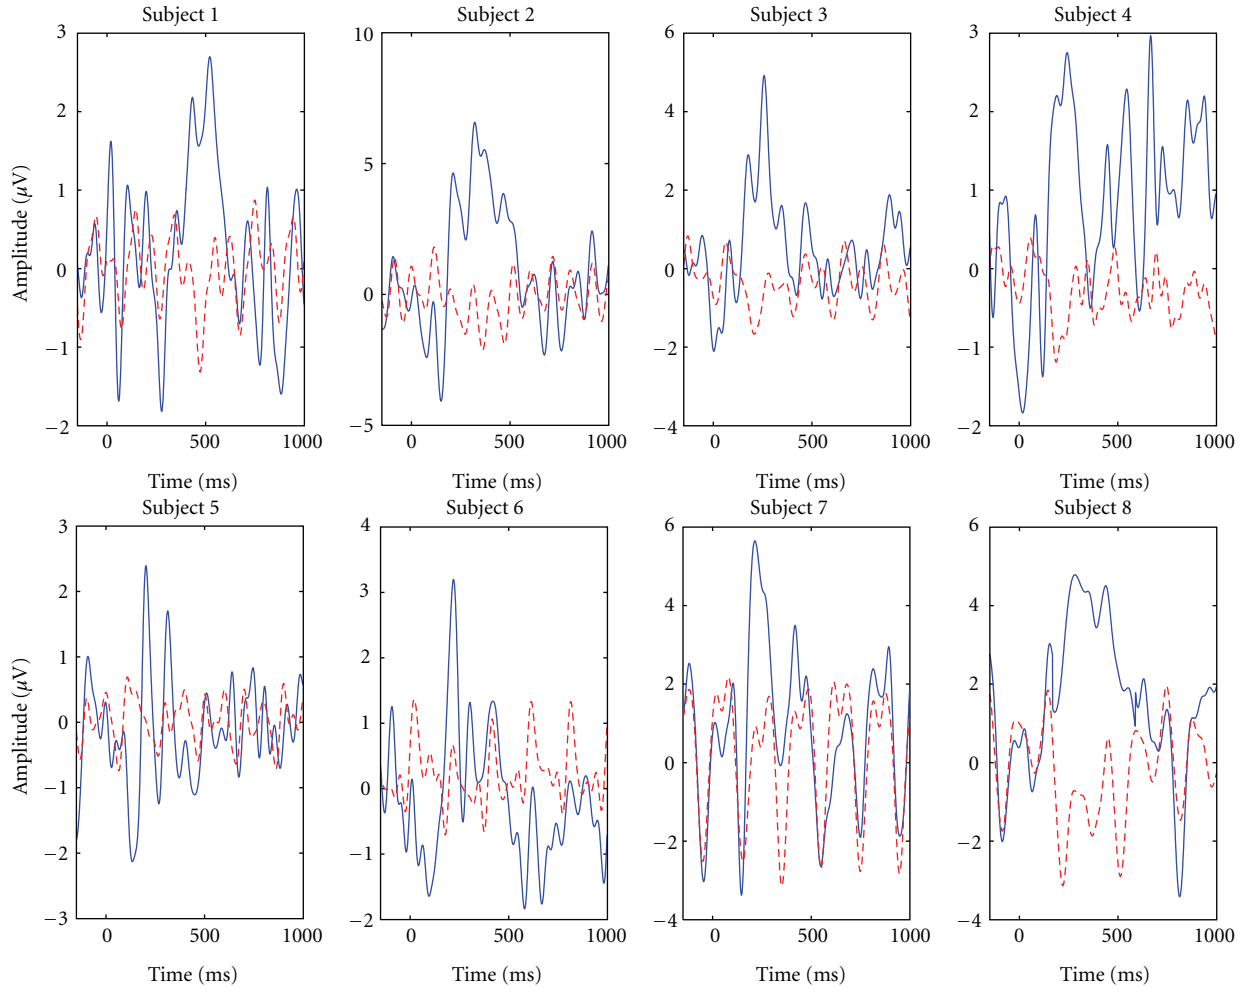 Subject 1
Subject 2
Subject 3
Subject 4
3
2
1
0
−1
−2
10
5
0
−5
6
4
2
0
−2
−4
3
2
1
0
−1
−2
Amplitude (µV)
0 500 1000
0 500 1000
0 500 1000
0 500 1000
Time (ms)
Time (ms)
Time (ms)
Time (ms)
Subject 5
Subject 6
Subject 7
Subject 8
3
2
1
0
−1
−2
−3
4
3
2
1
0
−1
−2
6
4
2
0
−2
−4
6
4
2
0
−2
−4
Amplitude (µV)
0 500 1000
0 500 1000
0 500 1000
0 500 1000
Time (ms)
Time (ms)
Time (ms)
Time (ms)